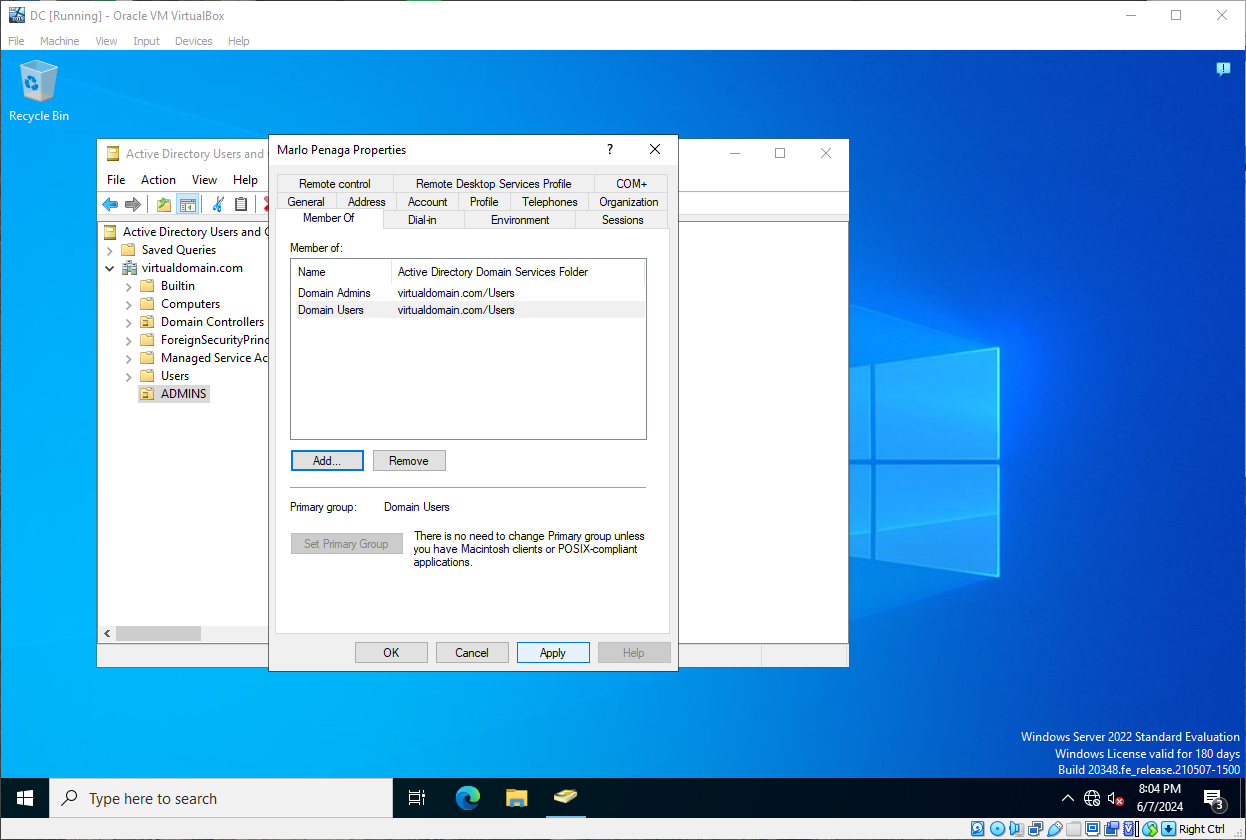 DC [Running] - Oracle VM VirtualBox
File Machine View Input Devices Help
Recycle Bin
Active Directory Users and
Marlo Penaga Properties
?
File Action View Help
Remote control Remote Desktop Services Profile COM+
General Address Account Profile Telephones Organization
Member Of Dial-in Environment Sessions
Active Directory Users and C
Saved Queries
virtualdomain.com
Builtin
Computers
Domain Controllers
ForeignSecurityPrinc
Managed Service Ac
Users
ADMINS
Member of:
Name Active Directory Domain Services Folder
Domain Admins virtualdomain.com/Users
Domain Users virtualdomain.com/Users
Add... Remove
Primary group: Domain Users
Set Primary Group
There is no need to change Primary group unless
you have Macintosh clients or POSIX-compliant
applications.
OK Cancel Apply Help
Windows Server 2022 Standard Evaluation
Windows License valid for 180 days
Build 20348.fe_release.210507-1500
Type here to search
8:04 PM
6/7/2024
3
Right Ctrl